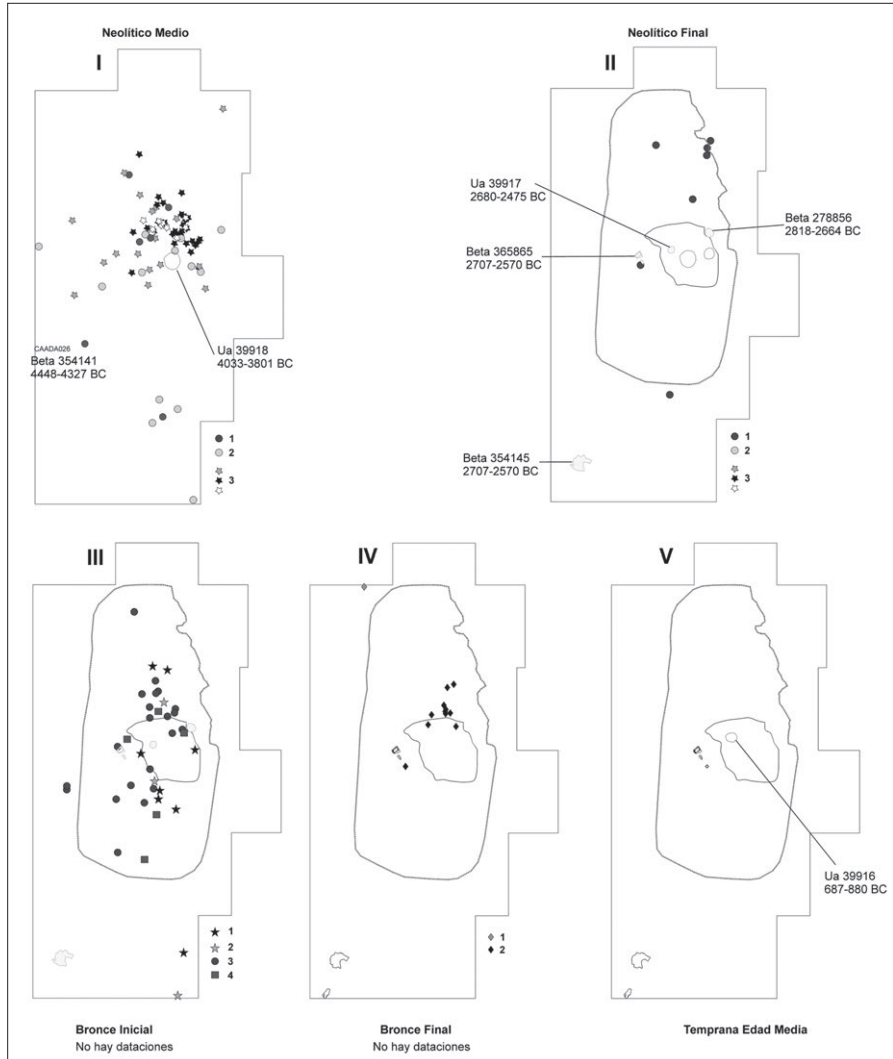 Neolítico Medio
I
CAADA026
Beta 354141
4448-4327 BC
Ua 39918
4033-3801 BC
1
2
3
Neolítico Final
II
Ua 39917
2680-2475 BC
Beta 365865
2707-2570 BC
Beta 278856
2818-2664 BC
Beta 354145
2707-2570 BC
1
2
3
III
1
2
3
4
Bronce Inicial
No hay dataciones
IV
1
2
Bronce Final
No hay dataciones
V
Ua 39916
687-880 BC
Temprana Edad Media